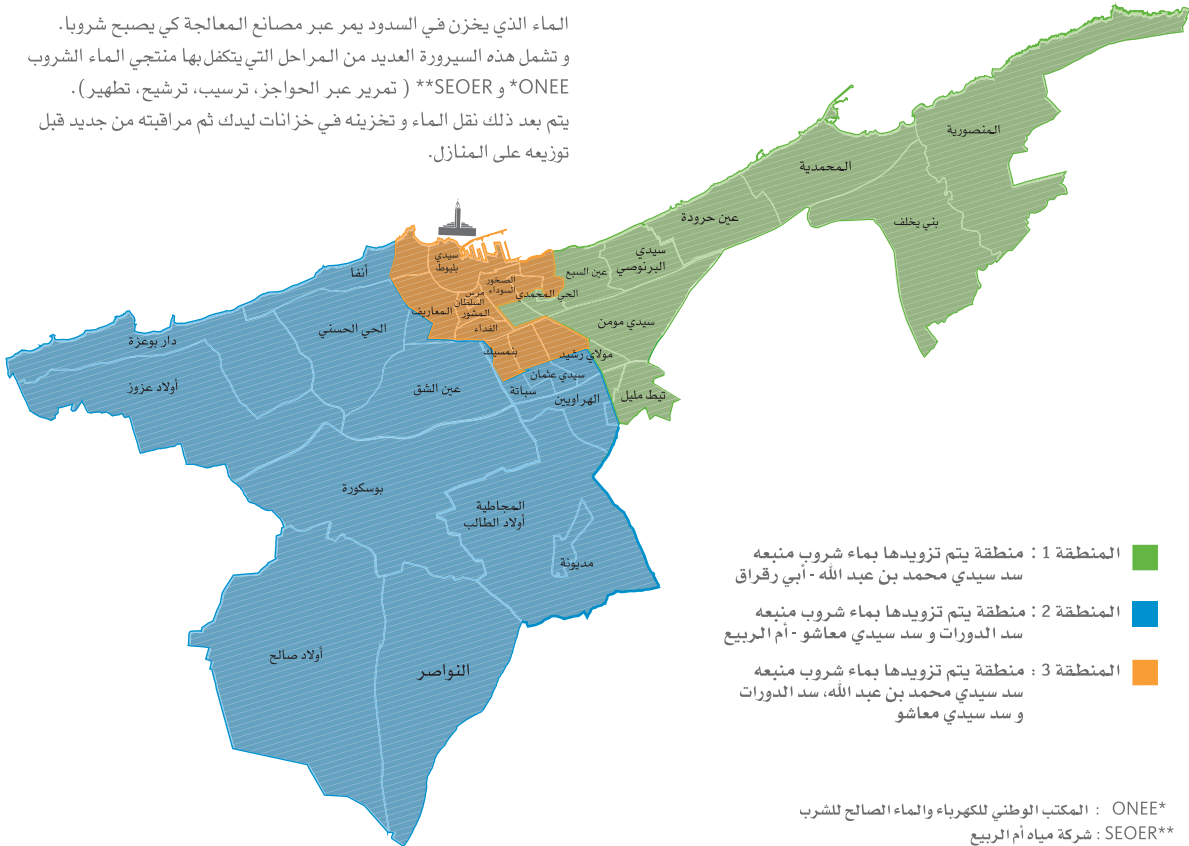 الماء الذي يخزن في السدود يمر عبر مصانع المعالجة كي يصبح شروبا.
و تشمل هذه السيرورة العديد من المراحل التي يتكفل بها منتجي الماء الشروب
ONEE* و SEOER** ( تمرير عبر الحواجز، ترسيب، ترشيح، تطهير).
يتم بعد ذلك نقل الماء و تخزينه في خزانات ليدك ثم مراقبته من جديد قبل
توزيعه على المنازل.
المنصورية
المحمدية
بني يخلف
عين حرودة
سيدي
البرنوصي
عين السبع
الحي المحمدي
سيدي مومن
تيط مليل
سيدي
بليوط
الصخور
السوداء
مرس
السلطان
المشور
المعاريف
الفداء
بنمسيك
مولاي رشيد
سيدي عثمان
سباتة
الهراويين
أنفا
الحي الحسني
دار بوعزة
أولاد عزوز
عين الشق
بوسكورة
المجاطية
أولاد الطالب
مديونة
أولاد صالح
النواصر
المنطقة 1 : منطقة يتم تزويدها بماء شروب منبعه
سد سيدي محمد بن عبد الله - أبي رقراق
المنطقة 2 : منطقة يتم تزويدها بماء شروب منبعه
سد الدورات و سد سيدي معاشو - أم الربيع
المنطقة 3 : منطقة يتم تزويدها بماء شروب منبعه
سد سيدي محمد بن عبد الله، سد الدورات
و سد سيدي معاشو
ONEE* : المكتب الوطني للكهرباء والماء الصالح للشرب
SEOER** : شركة مياه أم الربيع